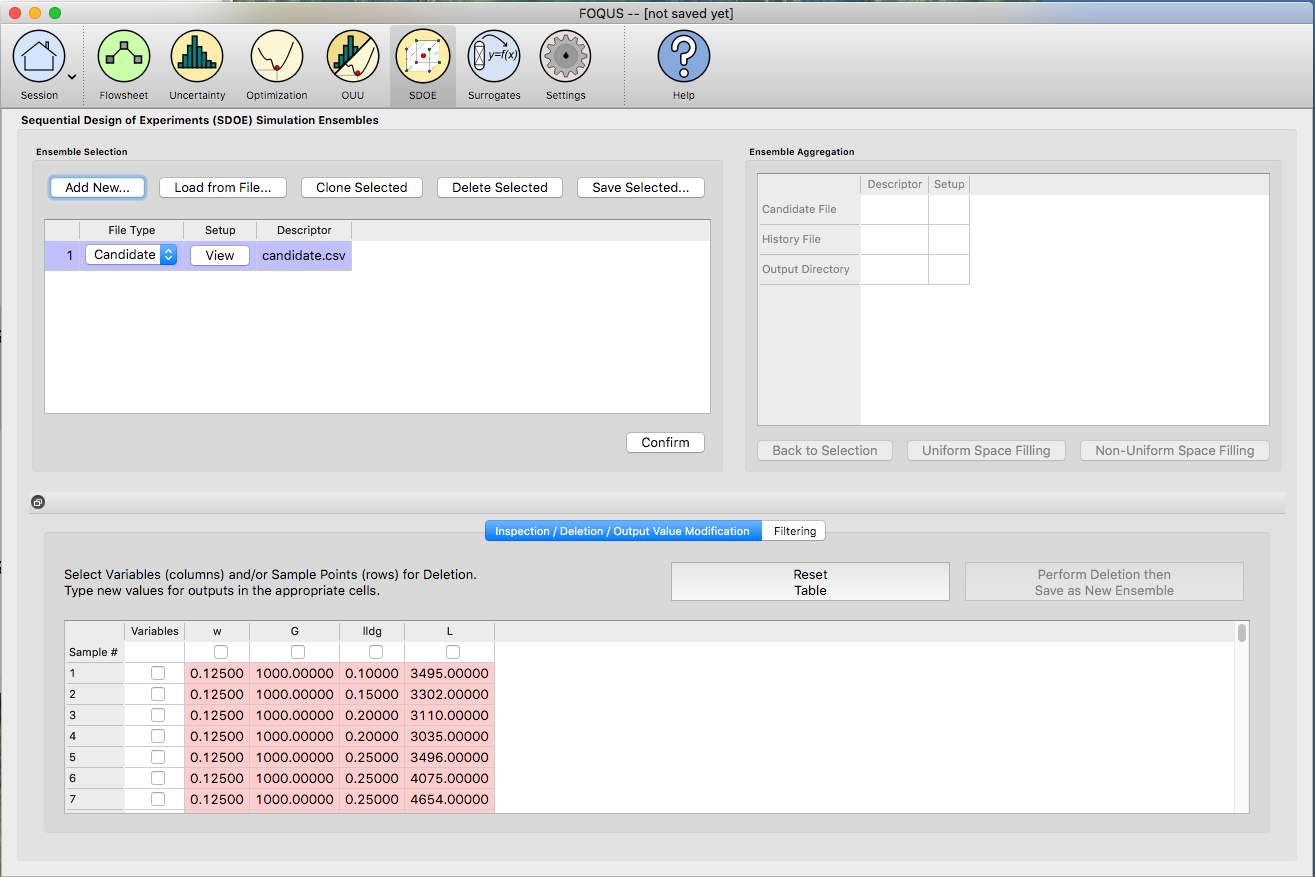 FOQUS -- [not saved yet]
y=f(x)
Session Flowsheet Uncertainty Optimization OUU SDOE Surrogates Settings Help
Sequential Design of Experiments (SDOE) Simulation Ensembles
Ensemble Selection
Add New... Load from File... Clone Selected Delete Selected Save Selected...
File Type Setup Descriptor
1 Candidate View candidate.csv
Confirm
Ensemble Aggregation
Descriptor Setup
Candidate File
History File
Output Directory
Back to Selection Uniform Space Filling Non-Uniform Space Filling
Inspection / Deletion / Output Value Modification Filtering
Select Variables (columns) and/or Sample Points (rows) for Deletion.
Type new values for outputs in the appropriate cells.
Reset
Table
Perform Deletion then
Save as New Ensemble
Variables w G lldg L
Sample #
1 0.12500 1000.00000 0.10000 3495.00000
2 0.12500 1000.00000 0.15000 3302.00000
3 0.12500 1000.00000 0.20000 3110.00000
4 0.12500 1000.00000 0.20000 3035.00000
5 0.12500 1000.00000 0.25000 3496.00000
6 0.12500 1000.00000 0.25000 4075.00000
7 0.12500 1000.00000 0.25000 4654.00000